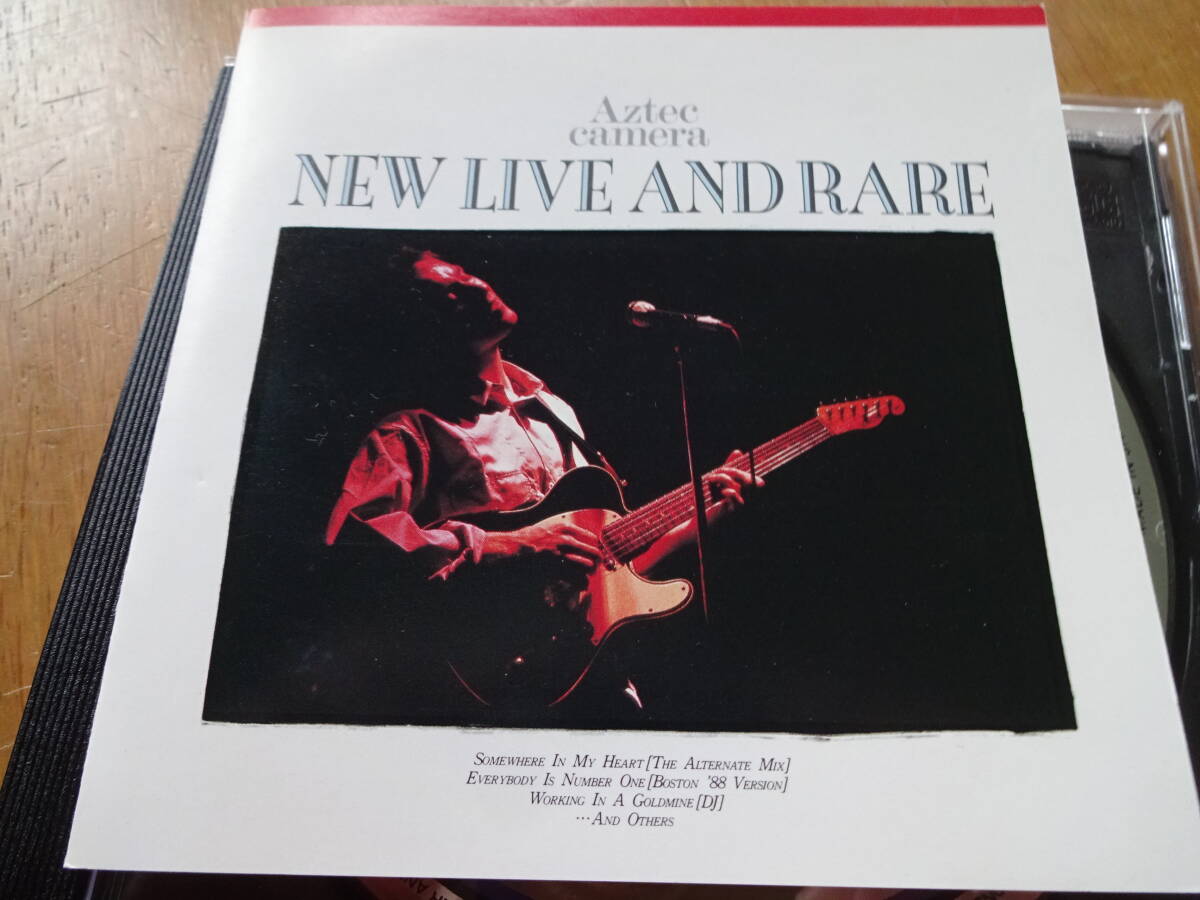 Aztec
camera
NEW LIVE AND RARE
SOMEWHERE IN MY HEART [THE ALTERNATE MIX]
EVERYBODY IS NUMBER ONE [BOSTON '88 VERSION]
WORKING IN A GOLDMINE [DJ]
…AND OTHERS